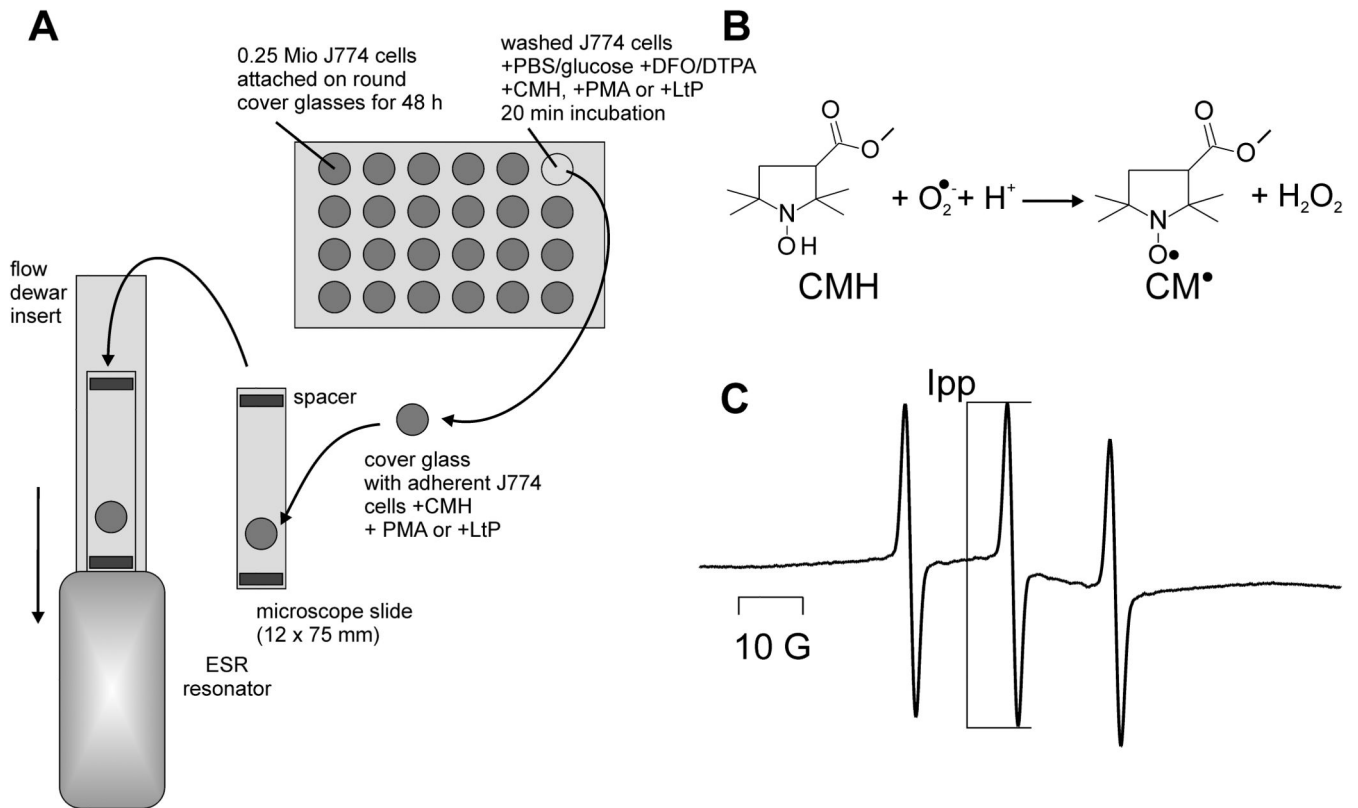 A
0.25 Mio J774 cells
attached on round
cover glasses for 48 h
washed J774 cells
+PBS/glucose +DFO/DTPA
+CMH, +PMA or +LtP
20 min incubation
flow
dewar
insert
spacer
cover glass
with adherent J774
cells +CMH
+ PMA or +LtP
microscope slide
(12 x 75 mm)
ESR
resonator
B
O
O
N
OH
CMH
+ O₂•- + H⁺
O
O
N
O•
CM•
+ H₂O₂
C
Ipp
10 G